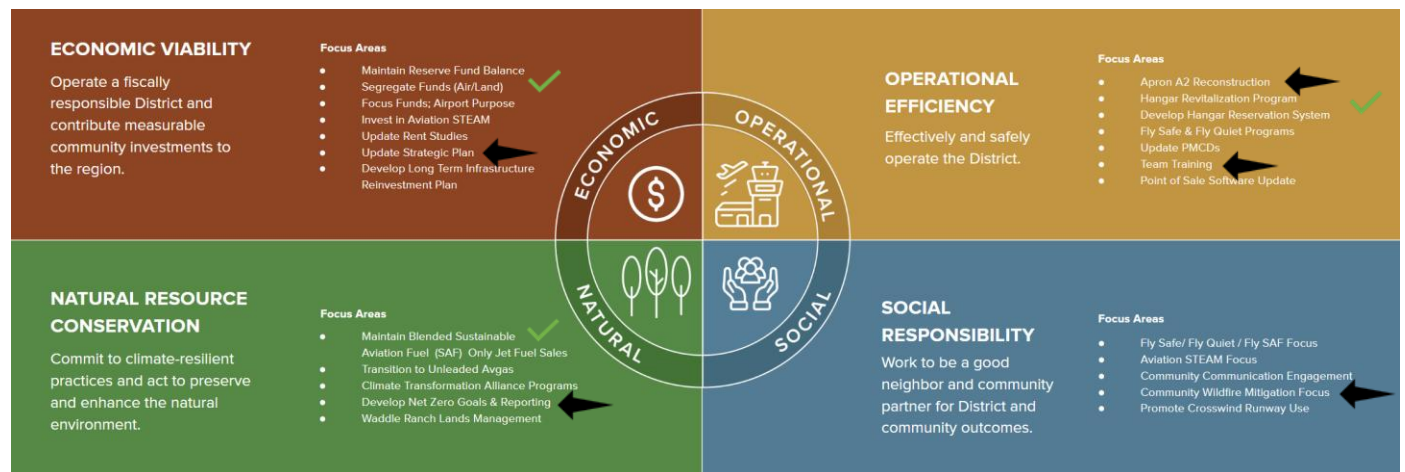 ECONOMIC VIABILITY
Operate a fiscally
responsible District and
contribute measurable
community investments to
the region.
Focus Areas
• Maintain Reserve Fund Balance
• Segregate Funds (Air/Land)
• Focus Funds; Airport Purpose
• Invest in Aviation STEAM
• Update Rent Studies
• Update Strategic Plan
• Develop Long Term Infrastructure
Reinvestment Plan
OPERATIONAL
EFFICIENCY
Effectively and safely
operate the District.
Focus Areas
• Apron A2 Reconstruction
• Hangar Revitalization Program
• Develop Hangar Reservation System
• Fly Safe & Fly Quiet Programs
• Update PMCDs
• Team Training
• Point of Sale Software Update
ECONOMIC
OPERATIONAL
$
NATURAL
SOCIAL
NATURAL RESOURCE
CONSERVATION
Commit to climate-resilient
practices and act to preserve
and enhance the natural
environment.
Focus Areas
• Maintain Blended Sustainable
Aviation Fuel (SAF) Only Jet Fuel Sales
• Transition to Unleaded Avgas
• Climate Transformation Alliance Programs
• Develop Net Zero Goals & Reporting
• Waddle Ranch Lands Management
SOCIAL
RESPONSIBILITY
Work to be a good
neighbor and community
partner for District and
community outcomes.
Focus Areas
• Fly Safe/ Fly Quiet / Fly SAF Focus
• Aviation STEAM Focus
• Community Communication Engagement
• Community Wildfire Mitigation Focus
• Promote Crosswind Runway Use